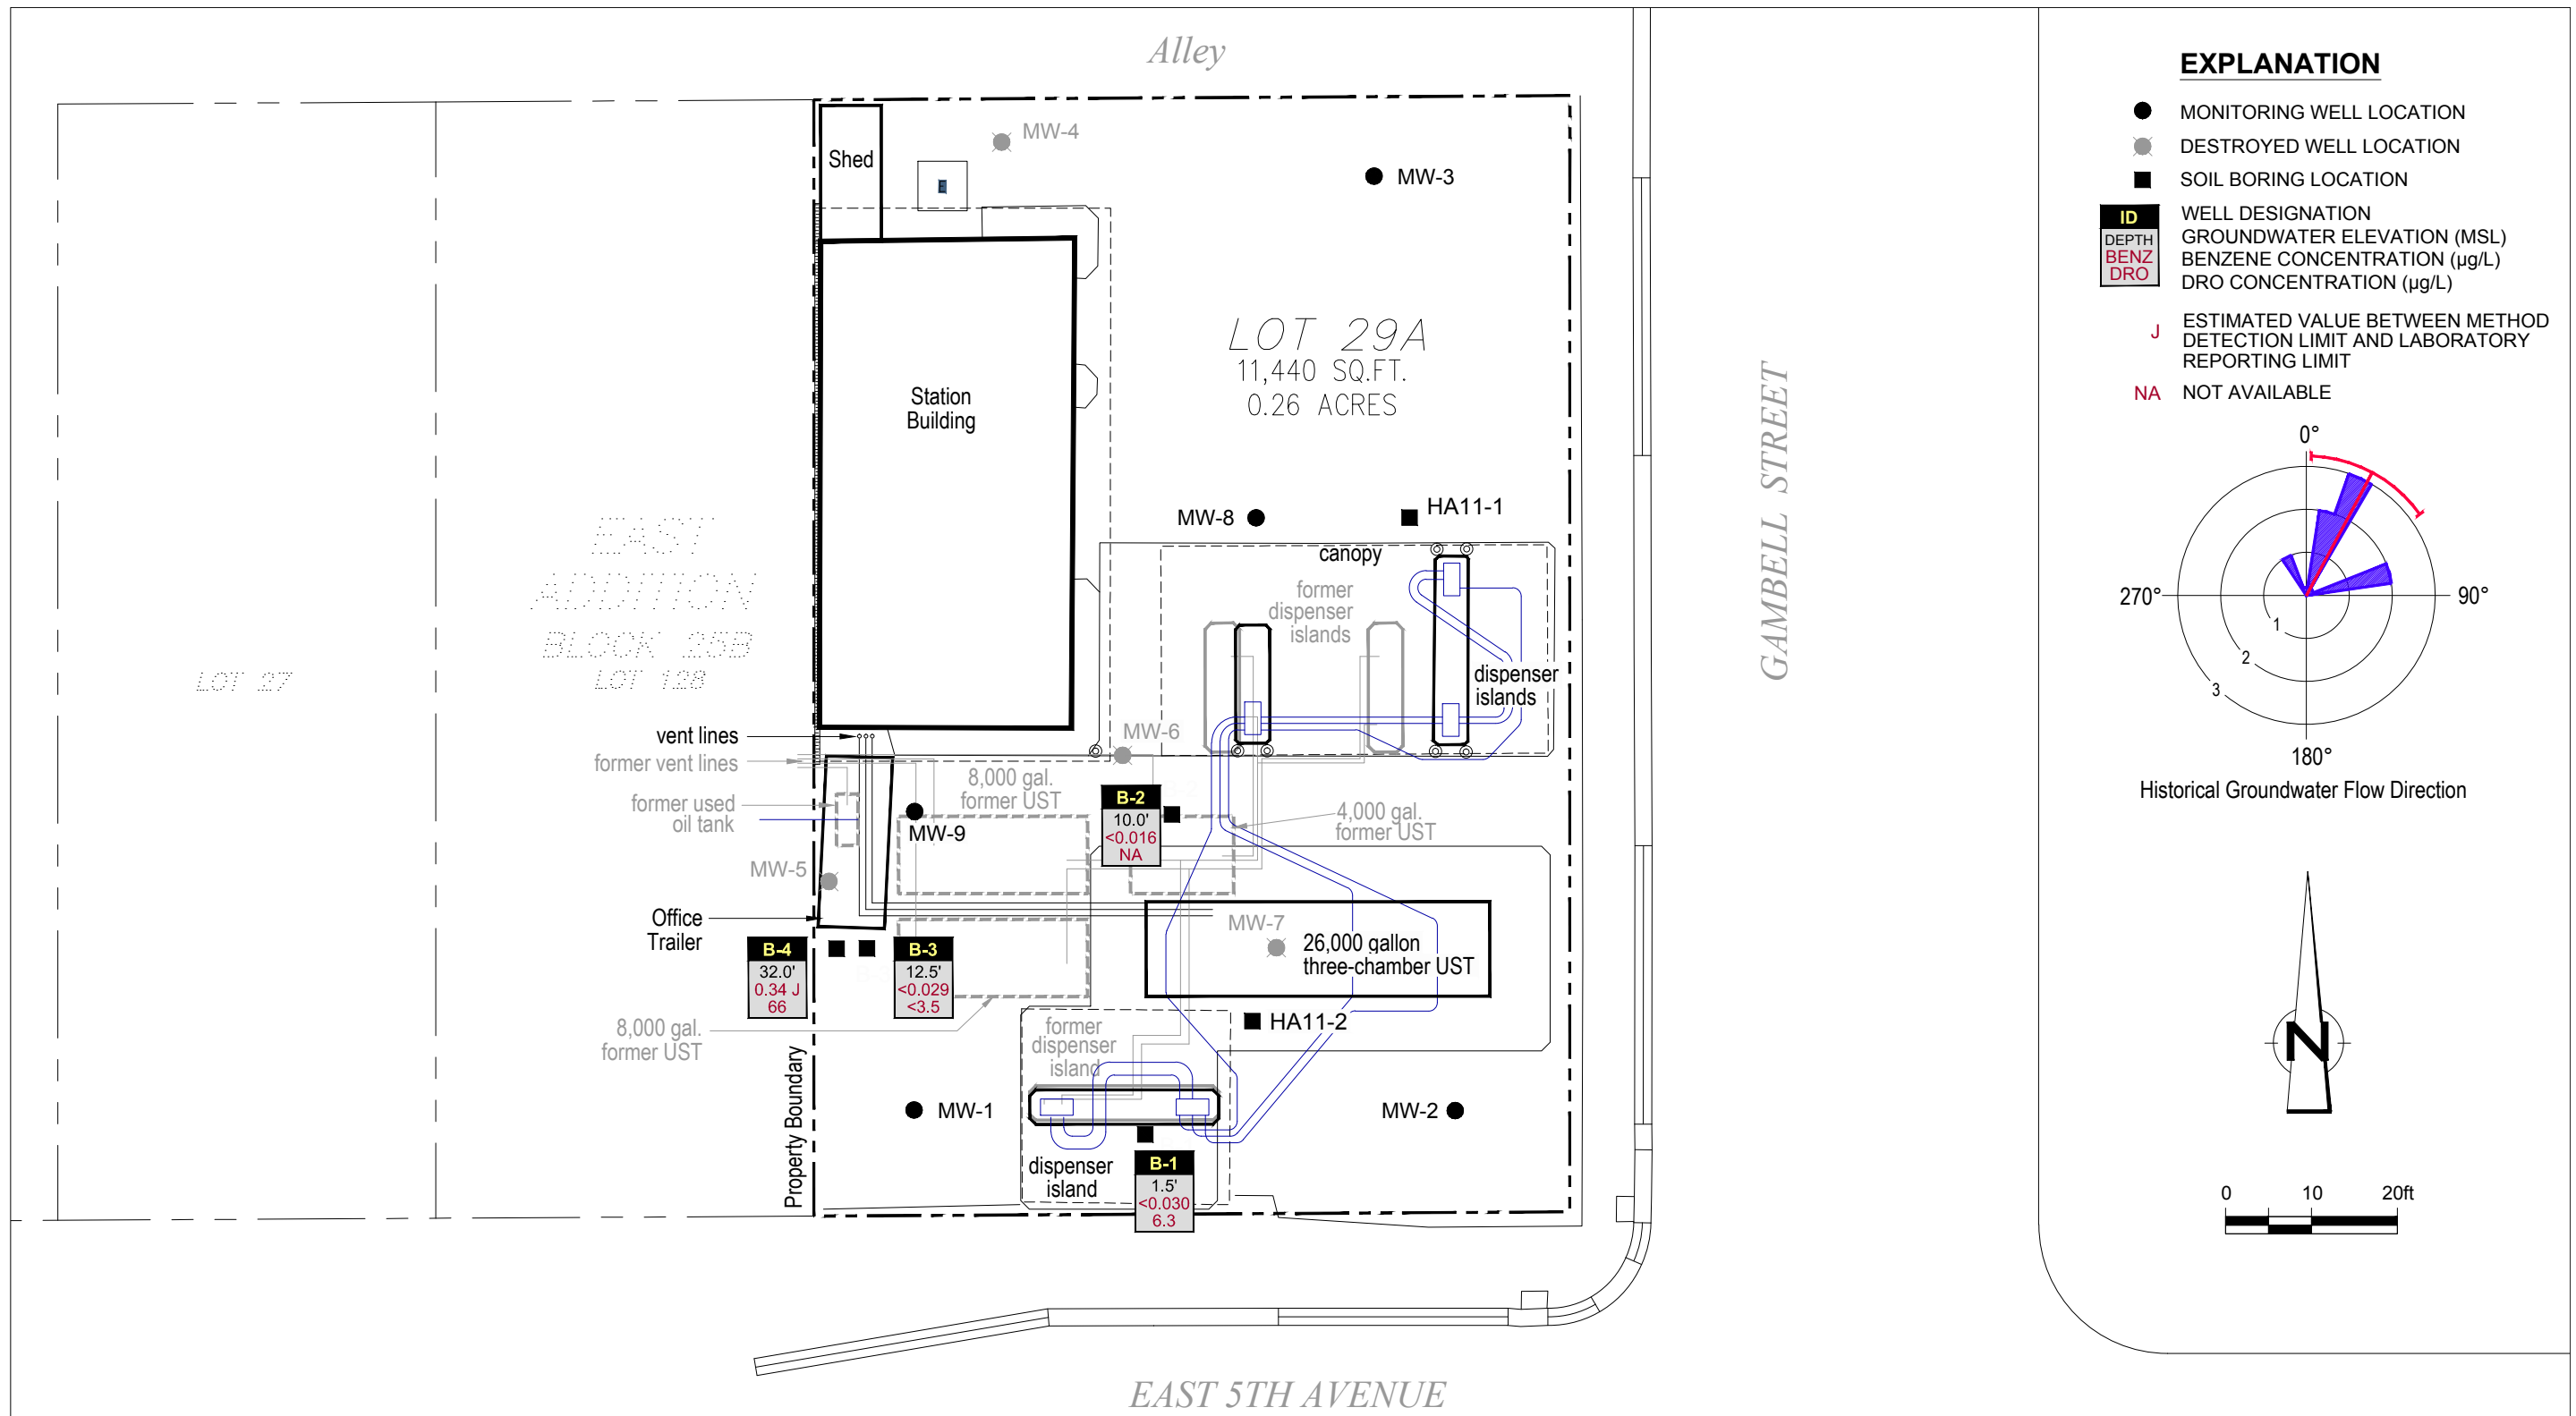 Alley
EXPLANATION
MONITORING WELL LOCATION
DESTROYED WELL LOCATION
SOIL BORING LOCATION
ID
DEPTH
BENZ
DRO
WELL DESIGNATION
GROUNDWATER ELEVATION (MSL)
BENZENE CONCENTRATION (µg/L)
DRO CONCENTRATION (µg/L)
J
ESTIMATED VALUE BETWEEN METHOD
DETECTION LIMIT AND LABORATORY
REPORTING LIMIT
NA
NOT AVAILABLE
0°
90°
180°
270°
1
2
3
Historical Groundwater Flow Direction
N
0 10 20ft
Shed
MW-4
MW-3
LOT 29A
11,440 SQ.FT.
0.26 ACRES
Station
Building
GAMBELL STREET
MW-8
HA11-1
canopy
EAST
ADDITION
BLOCK 25B
LOT 128
LOT 27
former
dispenser
islands
dispenser
islands
vent lines
former vent lines
MW-6
8,000 gal.
former UST
former used
oil tank
MW-9
B-2
10.0'
<0.016
NA
4,000 gal.
former UST
MW-5
Office
Trailer
MW-7
26,000 gallon
three-chamber UST
B-4
32.0'
0.34 J
66
B-3
12.5'
<0.029
<3.5
8,000 gal.
former UST
former
dispenser
island
HA11-2
Property Boundary
MW-1
MW-2
dispenser
island
B-1
1.5'
<0.030
6.3
EAST 5TH AVENUE